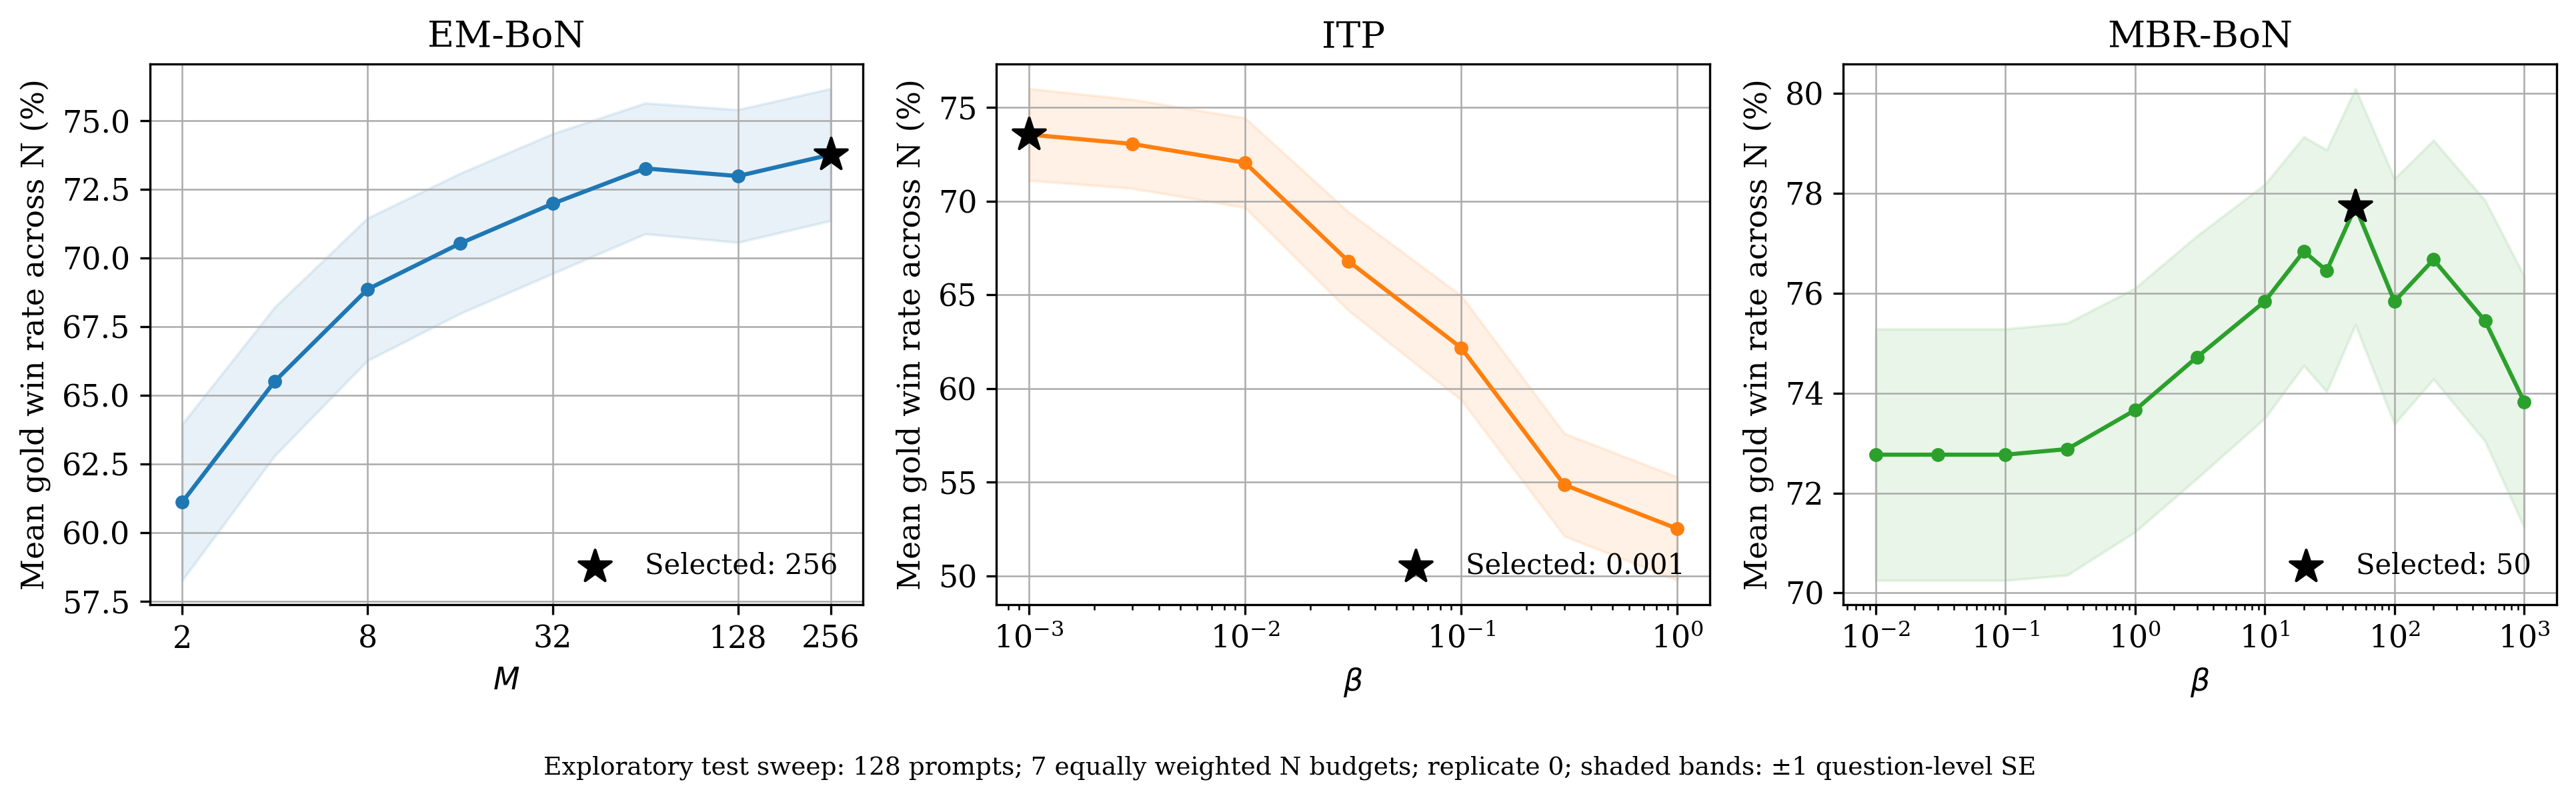 EM-BoN
Mean gold win rate across N (%)
75.0
72.5
70.0
67.5
65.0
62.5
60.0
57.5
2
8
32
128
256
M
Selected: 256
ITP
Mean gold win rate across N (%)
75
70
65
60
55
50
10⁻³
10⁻²
10⁻¹
10⁰
β
Selected: 0.001
MBR-BoN
Mean gold win rate across N (%)
80
78
76
74
72
70
10⁻²
10⁻¹
10⁰
10¹
10²
10³
β
Selected: 50
Exploratory test sweep: 128 prompts; 7 equally weighted N budgets; replicate 0; shaded bands: ±1 question-level SE